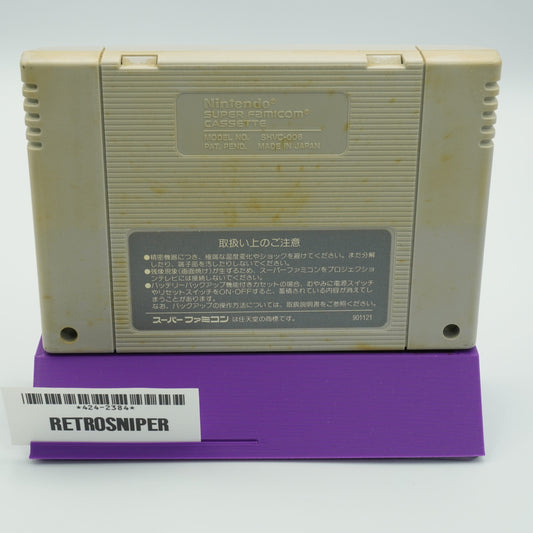 Nintendo®
SUPER FAMICOM™
CASSETTE
MODEL NO. SHVC-006
PAT. PEND. MADE IN JAPAN
取扱い上のご注意
●精密機器につき、極端な温度変化やショックを避けてください。また分解
したり、端子部を汚したりしないでください。
●残像現象(画面焼け)が生ずるため、スーパーファミコンをプロジェクション
テレビには接続しないでください。
●バッテリーバックアップ機能付きカセットの場合、むやみに電源スイッチ
やリセットスイッチをON-OFFすると、蓄積されている内容が消えてし
まうことがあります。
なお、バックアップの操作方法については、取扱説明書をご参照ください。
スーパーファミコン は任天堂の商標です。 901121
*424-2384*
RETROSNIPER